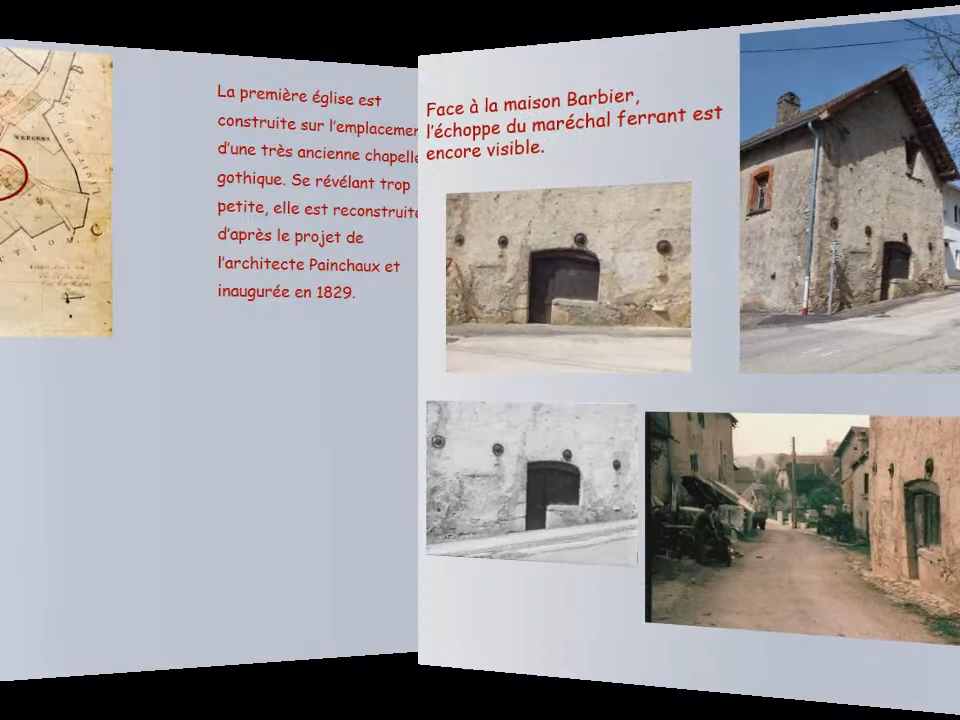 VERGERS
La première église est
construite sur l'emplacemen
d'une très ancienne chapelle
gothique. Se révélant trop
petite, elle est reconstruite
d'après le projet de
l'architecte Painchaux et
inaugurée en 1829.
Face à la maison Barbier,
l'échoppe du maréchal ferrant est
encore visible.